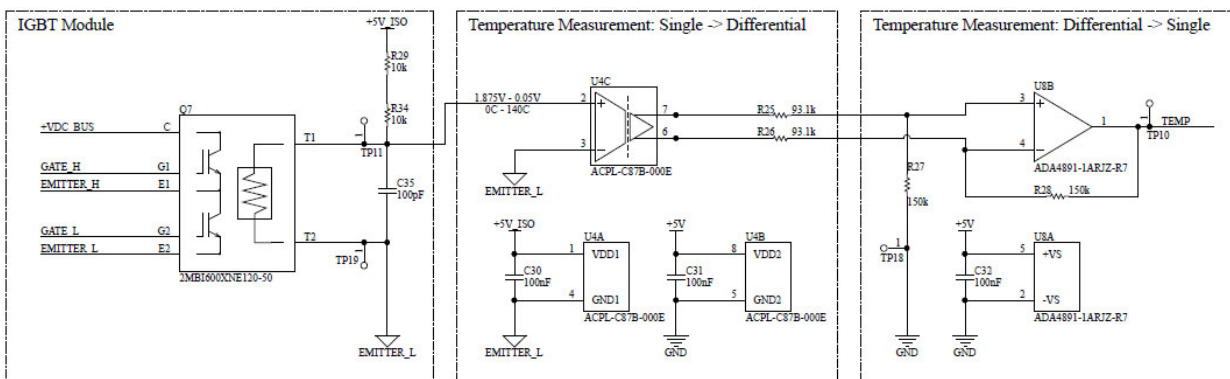 IGBT Module
Temperature Measurement: Single -> Differential
Temperature Measurement: Differential -> Single
+5V_ISO
R29
10k
R34
10k
Q7
+VDC_BUS
C
T1
1
TP11
GATE_H
G1
EMITTER_H
E1
C35
100pF
GATE_L
G2
T2
EMITTER_L
E2
TP19
1
2MBI600XNE120-50
EMITTER_L
1.875V - 0.05V
0C - 140C
U4C
2
+
7
3
−
6
ACPL-C87B-000E
EMITTER_L
R25
93.1k
R26
93.1k
+5V_ISO
U4A
1
VDD1
C30
100nF
4
GND1
ACPL-C87B-000E
EMITTER_L
+5V
U4B
8
VDD2
C31
100nF
5
GND2
ACPL-C87B-000E
GND
U8B
3
+
1
TEMP
1
TP10
4
−
ADA4891-1ARJZ-R7
R27
150k
R28
150k
1
TP18
GND
+5V
U8A
5
+VS
C32
100nF
2
-VS
ADA4891-1ARJZ-R7
GND